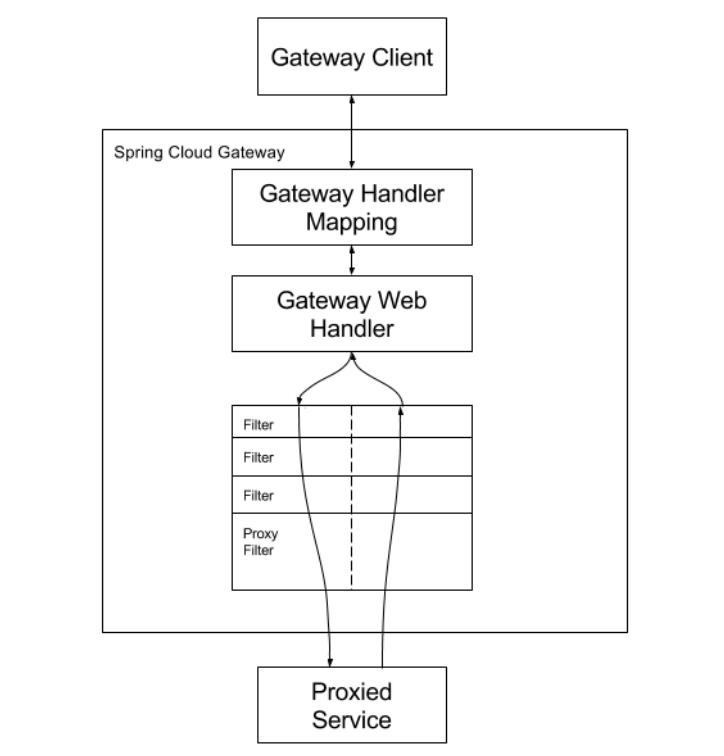 Gateway Client
Spring Cloud Gateway
Gateway Handler
Mapping
Gateway Web
Handler
Filter
Filter
Filter
Proxy
Filter
Proxied
Service